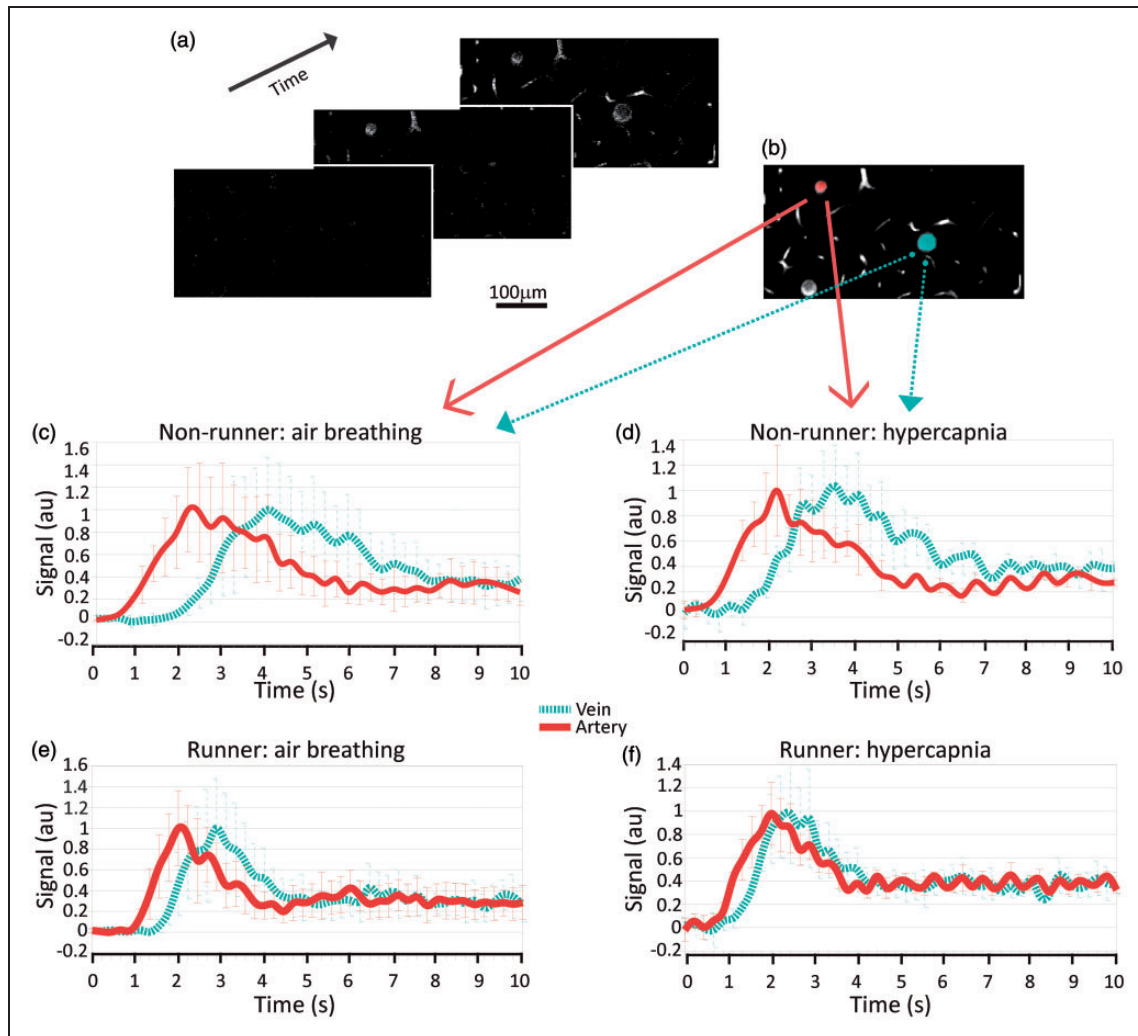 (a)
Time
(b)
100μm
(c)
Non-runner: air breathing
1.6
1.4
1.2
1
0.8
0.6
0.4
0.2
0
-0.2
Signal (au)
0 1 2 3 4 5 6 7 8 9 10
Time (s)
(d)
Non-runner: hypercapnia
1.4
1.2
1
0.8
0.6
0.4
0.2
0
-0.2
Signal (au)
0 1 2 3 4 5 6 7 8 9 10
Time (s)
Vein
Artery
(e)
Runner: air breathing
1.6
1.4
1.2
1
0.8
0.6
0.4
0.2
0
-0.2
Signal (au)
0 1 2 3 4 5 6 7 8 9 10
Time (s)
(f)
Runner: hypercapnia
1.4
1.2
1
0.8
0.6
0.4
0.2
0
-0.2
Signal (au)
0 1 2 3 4 5 6 7 8 9 10
Time (s)